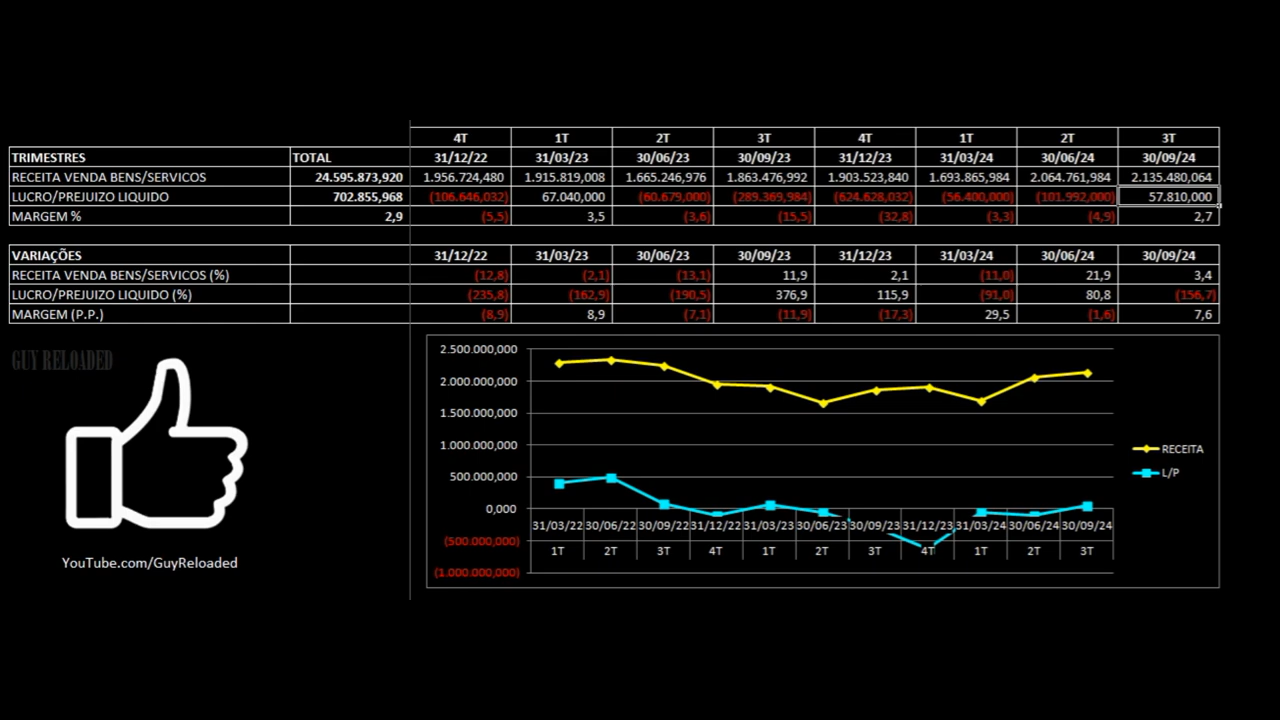 4T 1T 2T 3T 4T 1T 2T 3T
TRIMESTRES TOTAL 31/12/22 31/03/23 30/06/23 30/09/23 31/12/23 31/03/24 30/06/24 30/09/24
RECEITA VENDA BENS/SERVICOS 24.595.873,920 1.956.724,480 1.915.819,008 1.665.246,976 1.863.476,992 1.903.523,840 1.693.865,984 2.064.761,984 2.135.480,064
LUCRO/PREJUIZO LIQUIDO 702.855,968 (106.646,032) 67.040,000 (60.679,000) (289.369,984) (624.628,032) (56.400,000) (101.992,000) 57.810,000
MARGEM % 2,9 (5,5) 3,5 (3,6) (15,5) (32,8) (3,3) (4,9) 2,7
VARIAÇÕES 31/12/22 31/03/23 30/06/23 30/09/23 31/12/23 31/03/24 30/06/24 30/09/24
RECEITA VENDA BENS/SERVICOS (%) (12,8) (2,1) (13,1) 11,9 2,1 (11,0) 21,9 3,4
LUCRO/PREJUIZO LIQUIDO (%) (235,8) (162,9) (190,5) 376,9 115,9 (91,0) 80,8 (156,7)
MARGEM (P.P.) (8,9) 8,9 (7,1) (11,9) (17,3) 29,5 (1,6) 7,6
GUY RELOADED
YouTube.com/GuyReloaded
2.500.000,000
2.000.000,000
1.500.000,000
1.000.000,000
500.000,000
0,000
(500.000,000)
(1.000.000,000)
31/03/22 30/06/22 30/09/22 31/12/22 31/03/23 30/06/23 30/09/23 31/12/23 31/03/24 30/06/24 30/09/24
1T 2T 3T 4T 1T 2T 3T 4T 1T 2T 3T
RECEITA
L/P